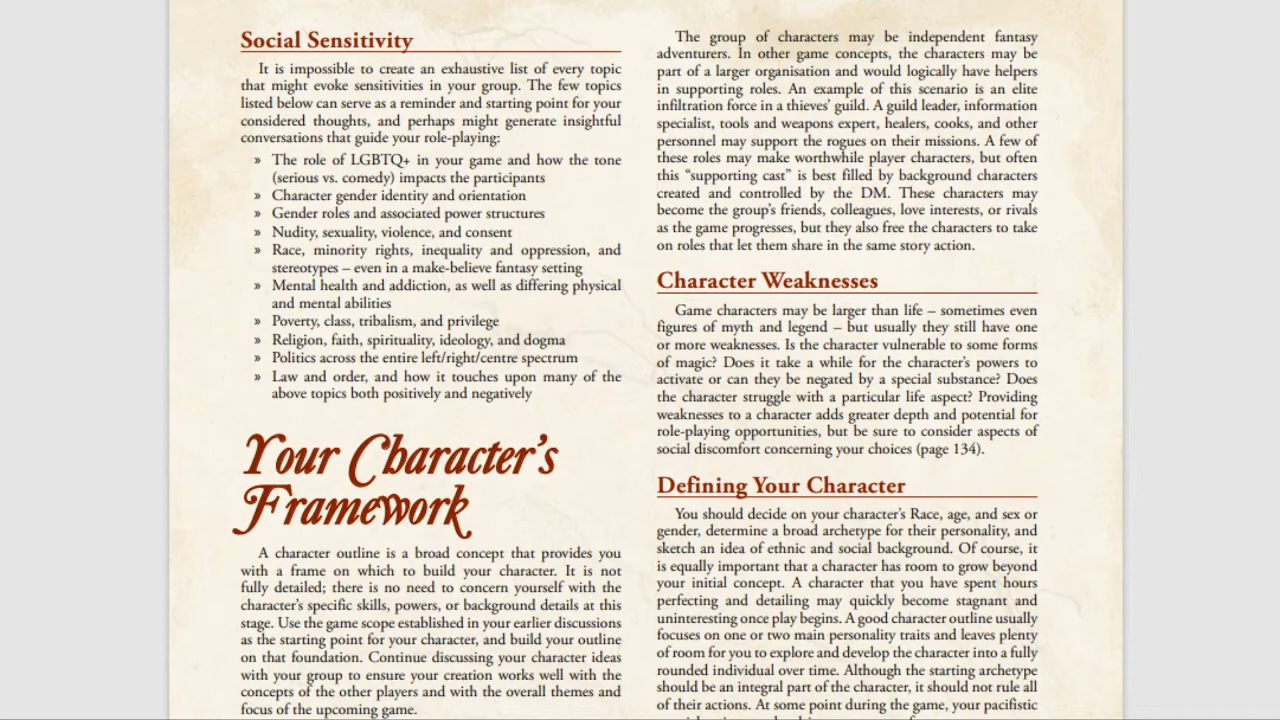 Social Sensitivity
It is impossible to create an exhaustive list of every topic
that might evoke sensitivities in your group. The few topics
listed below can serve as a reminder and starting point for your
considered thoughts, and perhaps might generate insightful
conversations that guide your role-playing:
» The role of LGBTQ+ in your game and how the tone
(serious vs. comedy) impacts the participants
» Character gender identity and orientation
» Gender roles and associated power structures
» Nudity, sexuality, violence, and consent
» Race, minority rights, inequality and oppression, and
stereotypes – even in a make-believe fantasy setting
» Mental health and addiction, as well as differing physical
and mental abilities
» Poverty, class, tribalism, and privilege
» Religion, faith, spirituality, ideology, and dogma
» Politics across the entire left/right/centre spectrum
» Law and order, and how it touches upon many of the
above topics both positively and negatively
Your Character's
Framework
A character outline is a broad concept that provides you
with a frame on which to build your character. It is not
fully detailed; there is no need to concern yourself with the
character's specific skills, powers, or background details at this
stage. Use the game scope established in your earlier discussions
as the starting point for your character, and build your outline
on that foundation. Continue discussing your character ideas
with your group to ensure your creation works well with the
concepts of the other players and with the overall themes and
focus of the upcoming game.
The group of characters may be independent fantasy
adventurers. In other game concepts, the characters may be
part of a larger organisation and would logically have helpers
in supporting roles. An example of this scenario is an elite
infiltration force in a thieves' guild. A guild leader, information
specialist, tools and weapons expert, healers, cooks, and other
personnel may support the rogues on their missions. A few of
these roles may make worthwhile player characters, but often
this “supporting cast” is best filled by background characters
created and controlled by the DM. These characters may
become the group's friends, colleagues, love interests, or rivals
as the game progresses, but they also free the characters to take
on roles that let them share in the same story action.
Character Weaknesses
Game characters may be larger than life – sometimes even
figures of myth and legend – but usually they still have one
or more weaknesses. Is the character vulnerable to some forms
of magic? Does it take a while for the character's powers to
activate or can they be negated by a special substance? Does
the character struggle with a particular life aspect? Providing
weaknesses to a character adds greater depth and potential for
role-playing opportunities, but be sure to consider aspects of
social discomfort concerning your choices (page 134).
Defining Your Character
You should decide on your character's Race, age, and sex or
gender, determine a broad archetype for their personality, and
sketch an idea of ethnic and social background. Of course, it
is equally important that a character has room to grow beyond
your initial concept. A character that you have spent hours
perfecting and detailing may quickly become stagnant and
uninteresting once play begins. A good character outline usually
focuses on one or two main personality traits and leaves plenty
of room for you to explore and develop the character into a fully
rounded individual over time. Although the starting archetype
should be an integral part of the character, it should not rule all
of their actions. At some point during the game, your pacifistic